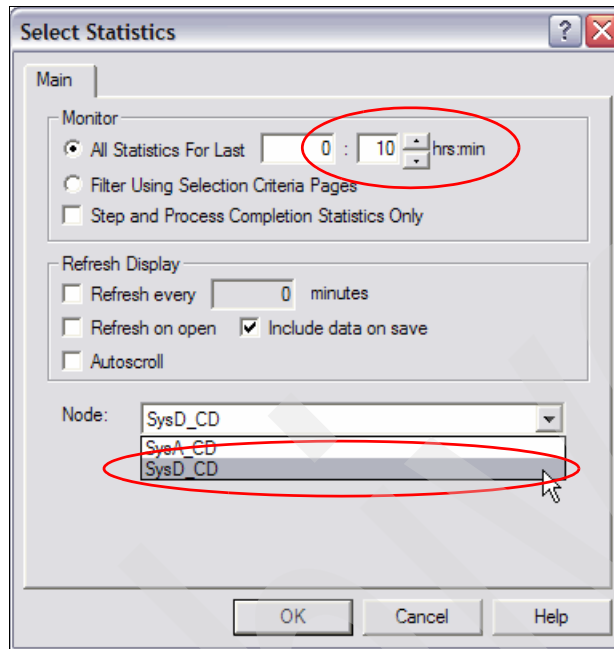 Select Statistics
Main
Monitor
All Statistics For Last 0 : 10 hrs:min
Filter Using Selection Criteria Pages
Step and Process Completion Statistics Only
Refresh Display
Refresh every 0 minutes
Refresh on open Include data on save
Autoscroll
Node: SysD_CD
SysA_CD
SysD_CD
OK Cancel Help